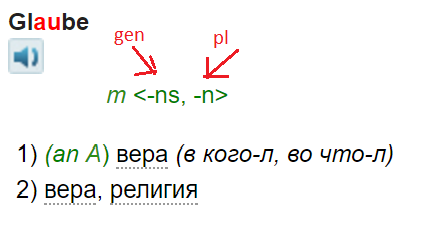 Glaube
gen pl
m <-ns, -n>
1) (an A) вера (в кого-л, во что-л)
2) вера, религия